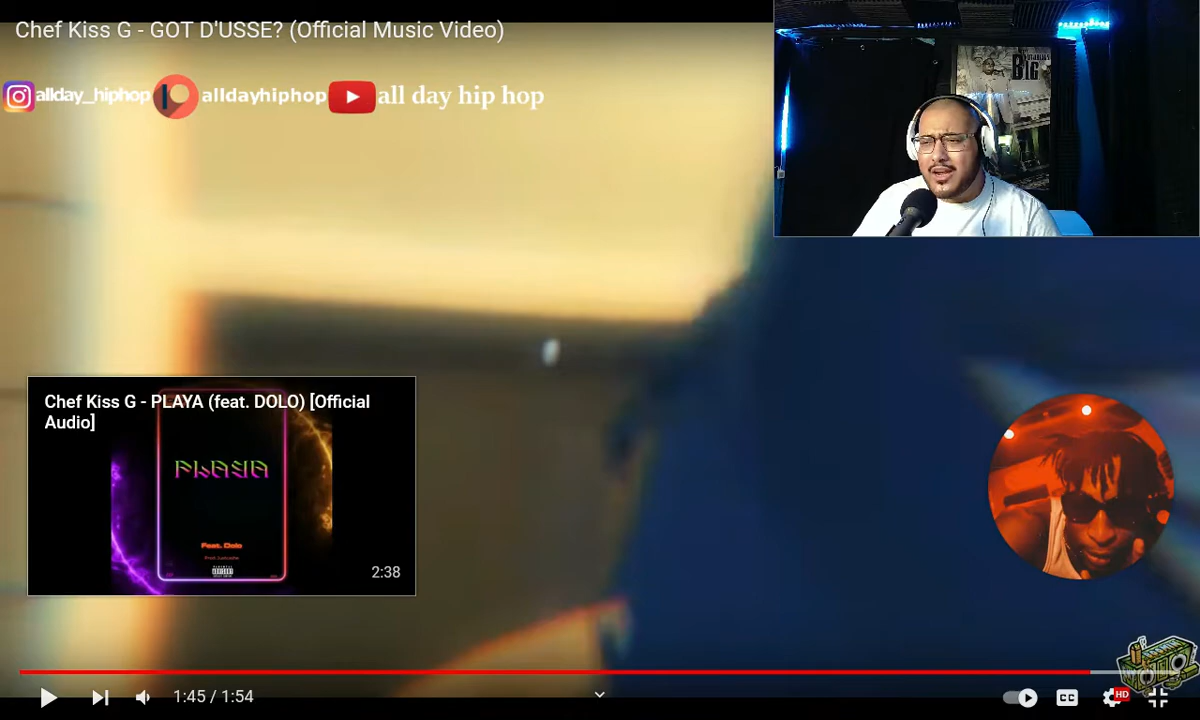 Chef Kiss G - GOT D'USSE? (Official Music Video)
allday_hiphop alldayhiphop all day hip hop
BIG
Chef Kiss G - PLAYA (feat. DOLO) [Official
Audio]
PLAYA
Feat. Dolo
2:38
1:45 / 1:54
CC
HD